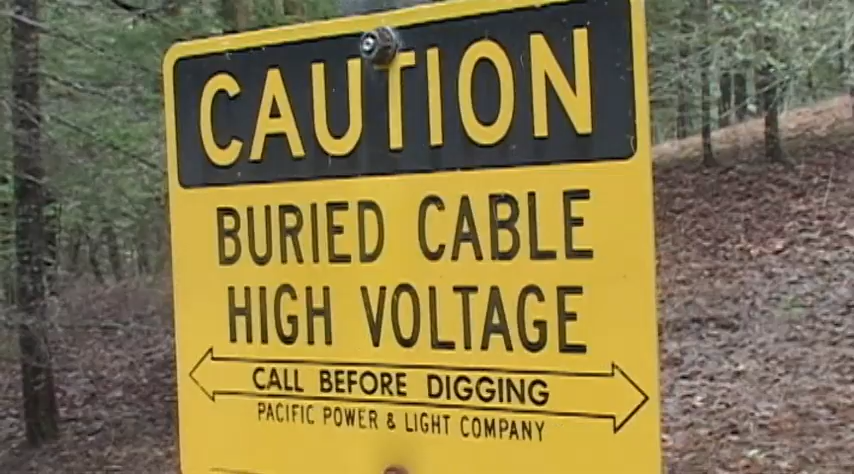 CAUTION
BURIED CABLE
HIGH VOLTAGE
CALL BEFORE DIGGING
PACIFIC POWER & LIGHT COMPANY